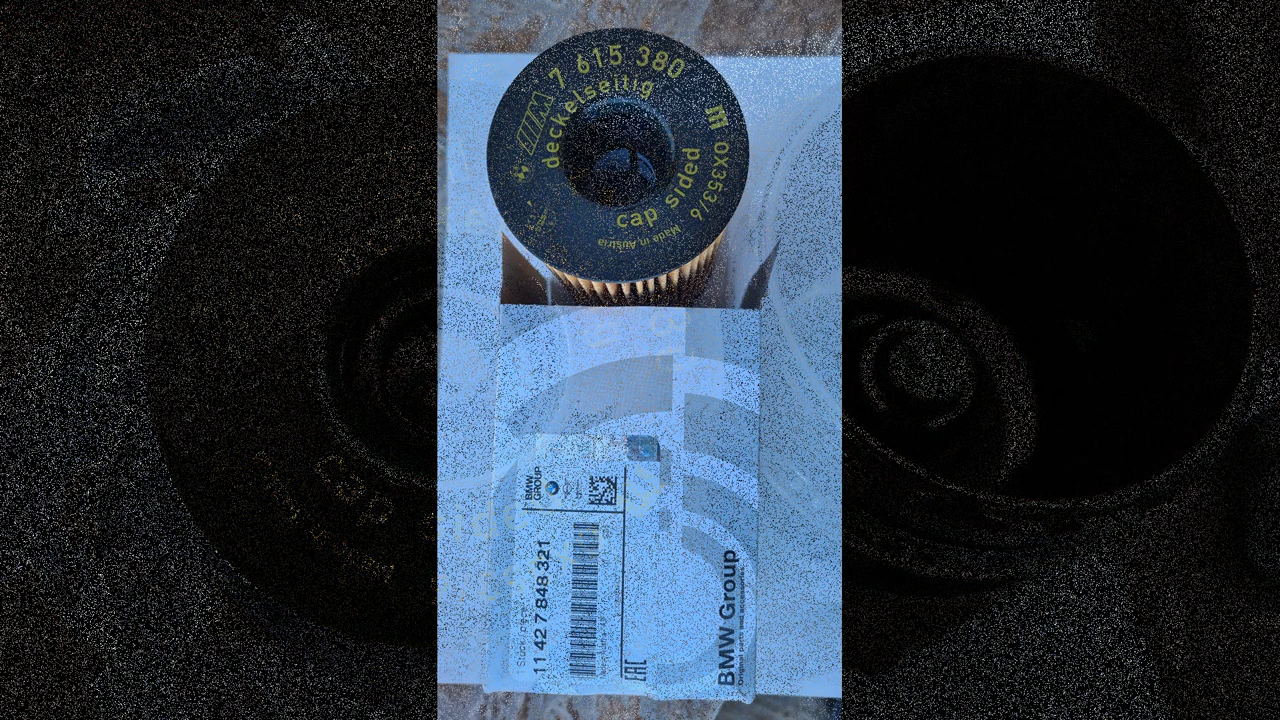 7 615 380
deckelseitig
OX353/6
cap sided
Made in Austria
BMW
GROUP
11 42 7 848 321
EAC
BMW Group